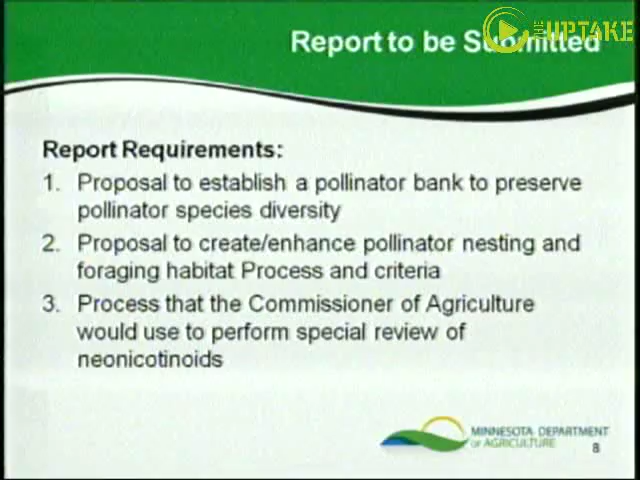 THE UPTAKE
Report to be Submitted
Report Requirements:
1. Proposal to establish a pollinator bank to preserve
pollinator species diversity
2. Proposal to create/enhance pollinator nesting and
foraging habitat Process and criteria
3. Process that the Commissioner of Agriculture
would use to perform special review of
neonicotinoids
MINNESOTA DEPARTMENT
OF AGRICULTURE
8